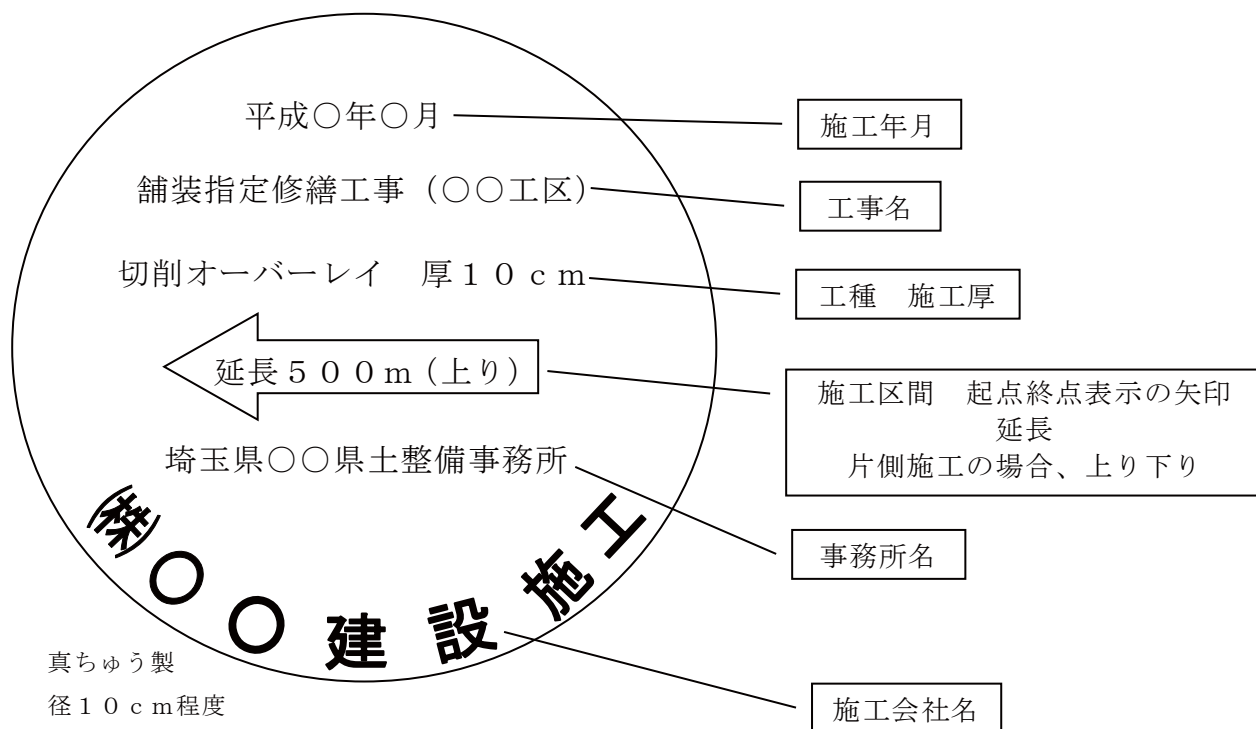 平成○年○月
施工年月
舗装指定修繕工事（○○工区）
工事名
切削オーバーレイ　厚１０ｃｍ
工種　施工厚
延長５００ｍ（上り）
施工区間　起点終点表示の矢印
延長
片側施工の場合、上り下り
埼玉県○○県土整備事務所
事務所名
㈱○○建設施工
施工会社名
真ちゅう製
径１０ｃｍ程度